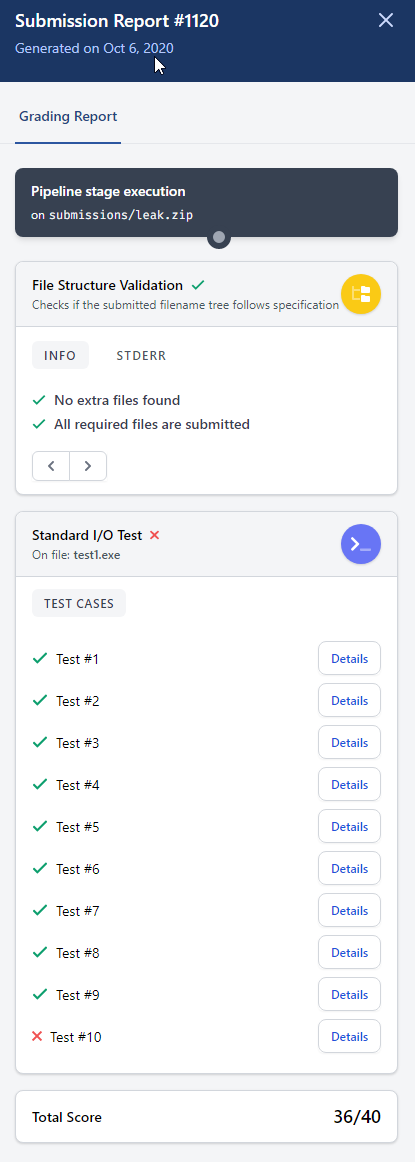 Submission Report #1120
Generated on Oct 6, 2020
Grading Report
Pipeline stage execution
on submissions/leak.zip
File Structure Validation
Checks if the submitted filename tree follows specification
INFO STDERR
No extra files found
All required files are submitted
Standard I/O Test
On file: test1.exe
TEST CASES
Test #1 Details
Test #2 Details
Test #3 Details
Test #4 Details
Test #5 Details
Test #6 Details
Test #7 Details
Test #8 Details
Test #9 Details
Test #10 Details
Total Score 36/40